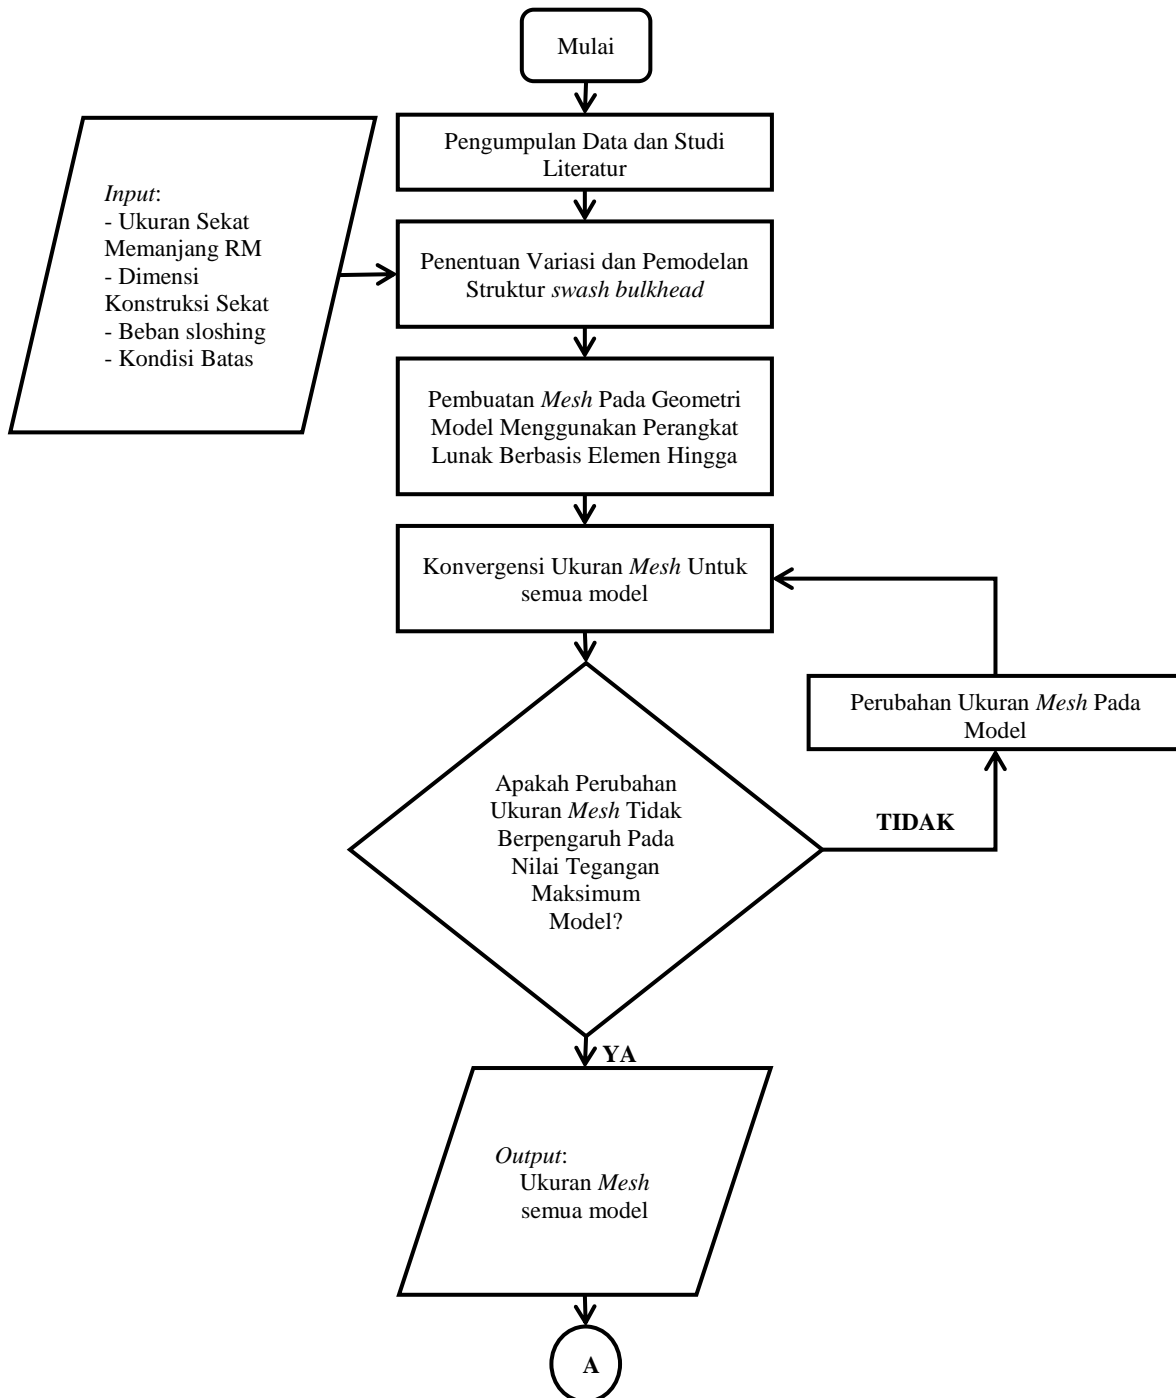 Mulai
Pengumpulan Data dan Studi
Literatur
Input:
- Ukuran Sekat
Memanjang RM
- Dimensi
Konstruksi Sekat
- Beban sloshing
- Kondisi Batas
Penentuan Variasi dan Pemodelan
Struktur swash bulkhead
Pembuatan Mesh Pada Geometri
Model Menggunakan Perangkat
Lunak Berbasis Elemen Hingga
Konvergensi Ukuran Mesh Untuk
semua model
Perubahan Ukuran Mesh Pada
Model
Apakah Perubahan
Ukuran Mesh Tidak
Berpengaruh Pada
Nilai Tegangan
Maksimum
Model?
TIDAK
YA
Output:
Ukuran Mesh
semua model
A